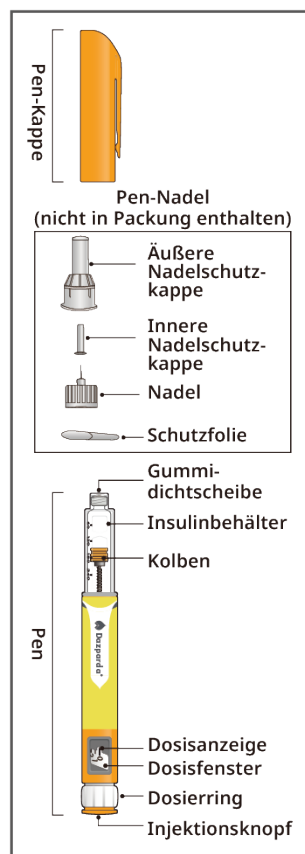 Pen-Kappe
Pen-Nadel
(nicht in Packung enthalten)
Äußere
Nadelschutz-
kappe
Innere
Nadelschutz-
kappe
Nadel
Schutzfolie
Gummi-
dichtscheibe
Insulinbehälter
Kolben
Pen
Dazparda®
Dosisanzeige
Dosisfenster
Dosierring
Injektionsknopf